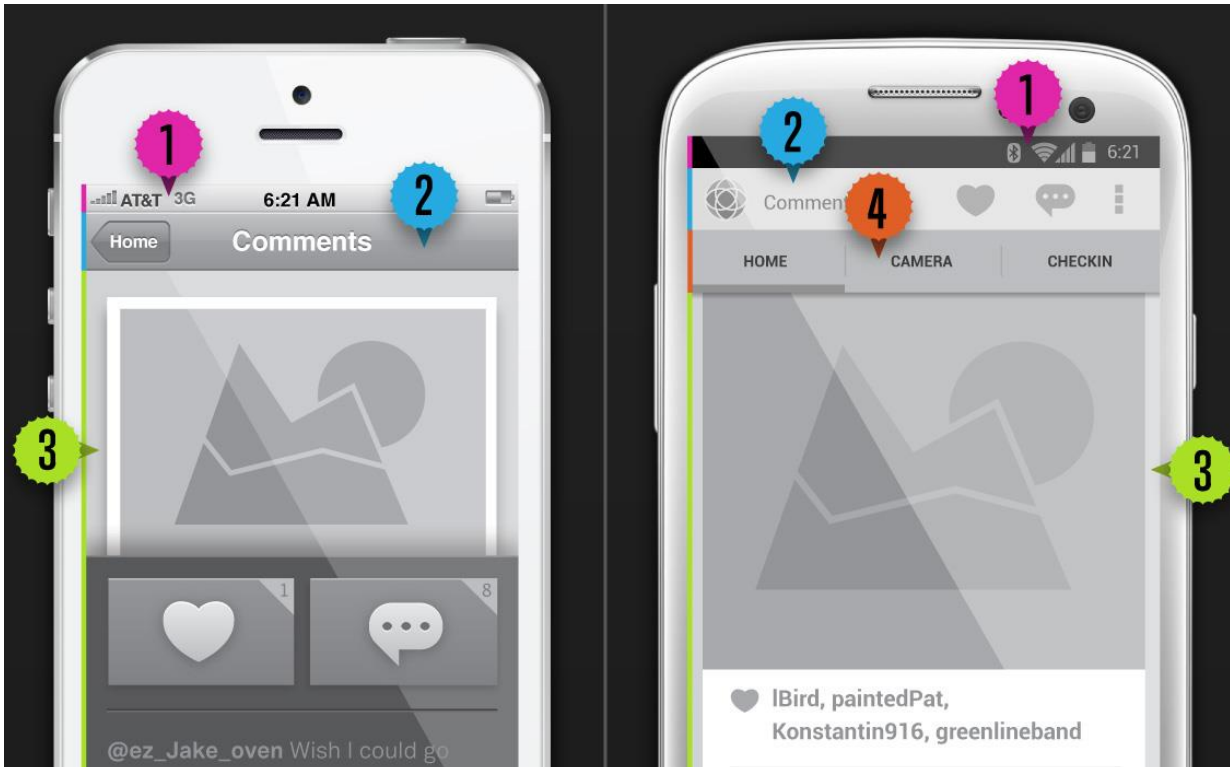 1
AT&T 3G 6:21 AM
2
Home Comments
3
1
8
@ez_Jake_oven Wish I could go
1
6:21
2
Commen
4
HOME CAMERA CHECKIN
3
lBird, paintedPat,
Konstantin916, greenlineband